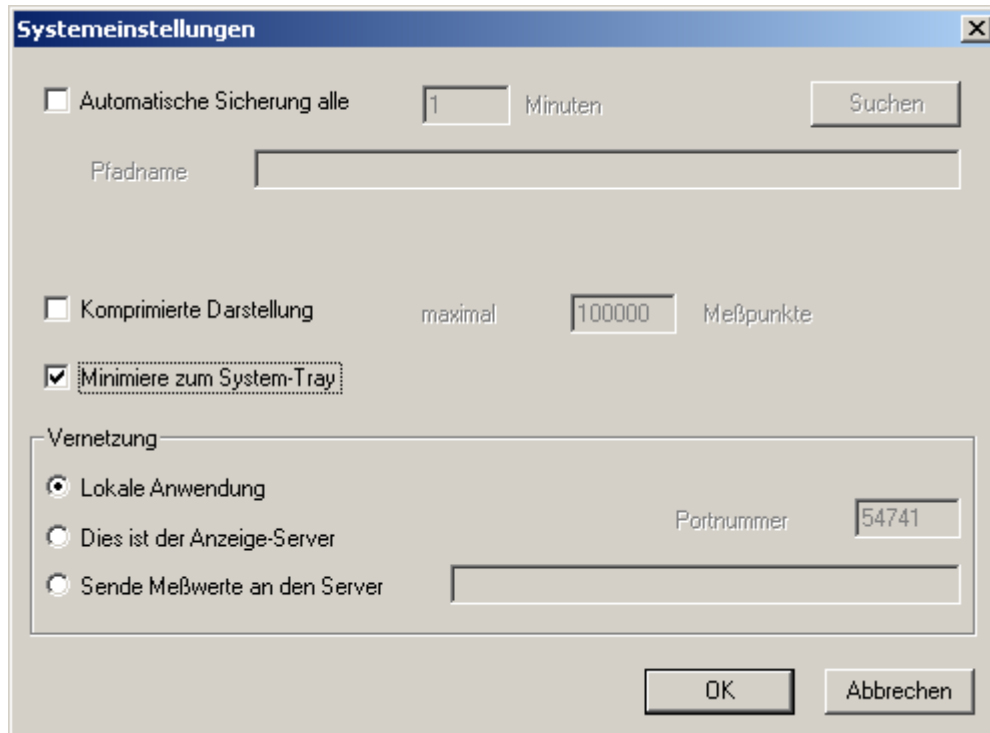 Systemeinstellungen
Automatische Sicherung alle 1 Minuten Suchen
Pfadname
Komprimierte Darstellung maximal 100000 Meßpunkte
Minimiere zum System-Tray
Vernetzung
Lokale Anwendung
Portnummer 54741
Dies ist der Anzeige-Server
Sende Meßwerte an den Server
OK Abbrechen